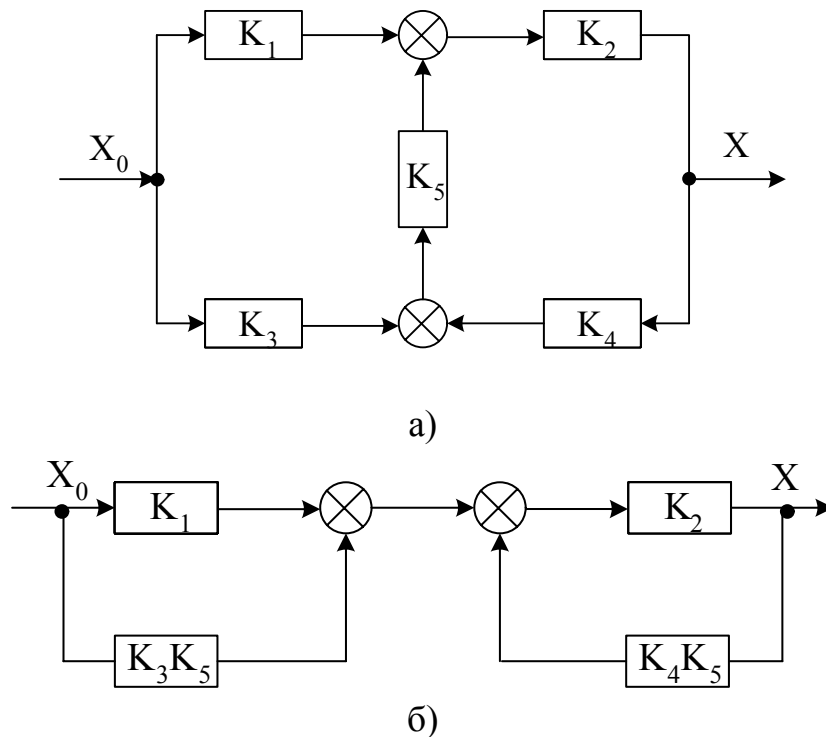 K₁ K₂
X₀ X
K₅
K₃ K₄
а)
X₀ X
K₁ K₂
K₃K₅ K₄K₅
б)